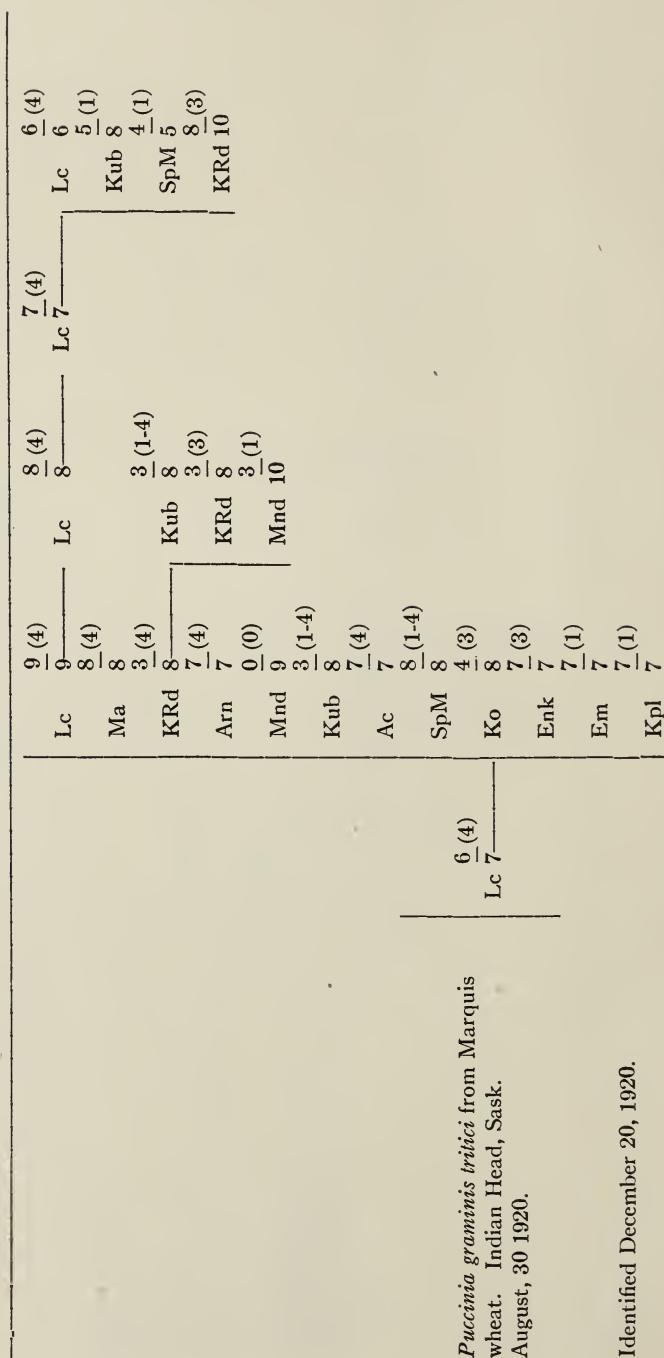 9 (4) 8 (4) 7 (4) 6 (4)
Lc 9 Lc 8 Lc 7 Lc 6
8 (4) 5 (1)
Ma 8 Kub 8
3 (4) 3 (1-4) 4 (1)
KRd 8 Kub 8 SpM 5
7 (4) 3 (3) 8 (3)
Arn 7 KRd 8 KRd 10
0 (0) 3 (1)
Mnd 9 Mnd 10
3 (1-4)
Kub 8
7 (4)
Ac 7
8 (1-4)
SpM 8
Puccinia graminis tritici from Marquis 6 (4) 4 (3)
wheat. Indian Head, Sask. Lc 7 Ko 8
August, 30 1920. 7 (3)
Enk 7
7 (1)
Em 7
Identified December 20, 1920. 7 (1)
Kpl 7